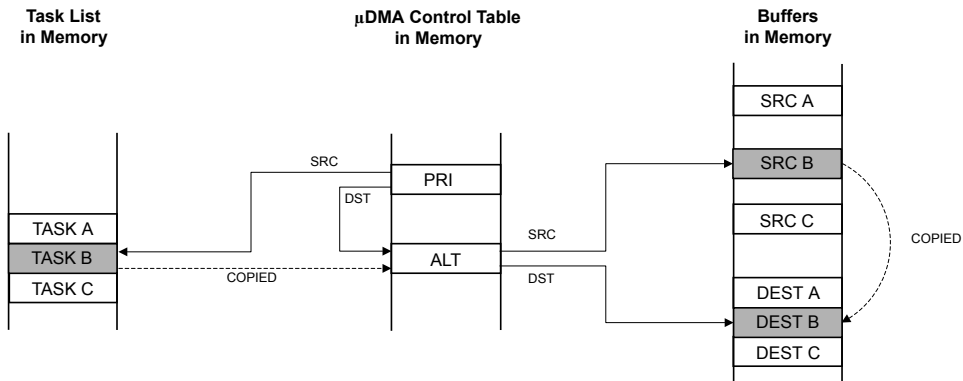 Task List
in Memory
μDMA Control Table
in Memory
Buffers
in Memory
SRC A
SRC
PRI
SRC B
DST
TASK A
SRC C
SRC
COPIED
TASK B
ALT
COPIED
DST
TASK C
DEST A
DEST B
DEST C